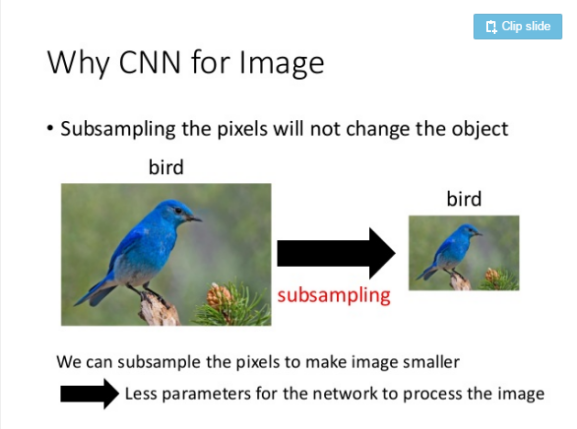 Clip slide
Why CNN for Image
• Subsampling the pixels will not change the object
bird
bird
subsampling
We can subsample the pixels to make image smaller
Less parameters for the network to process the image